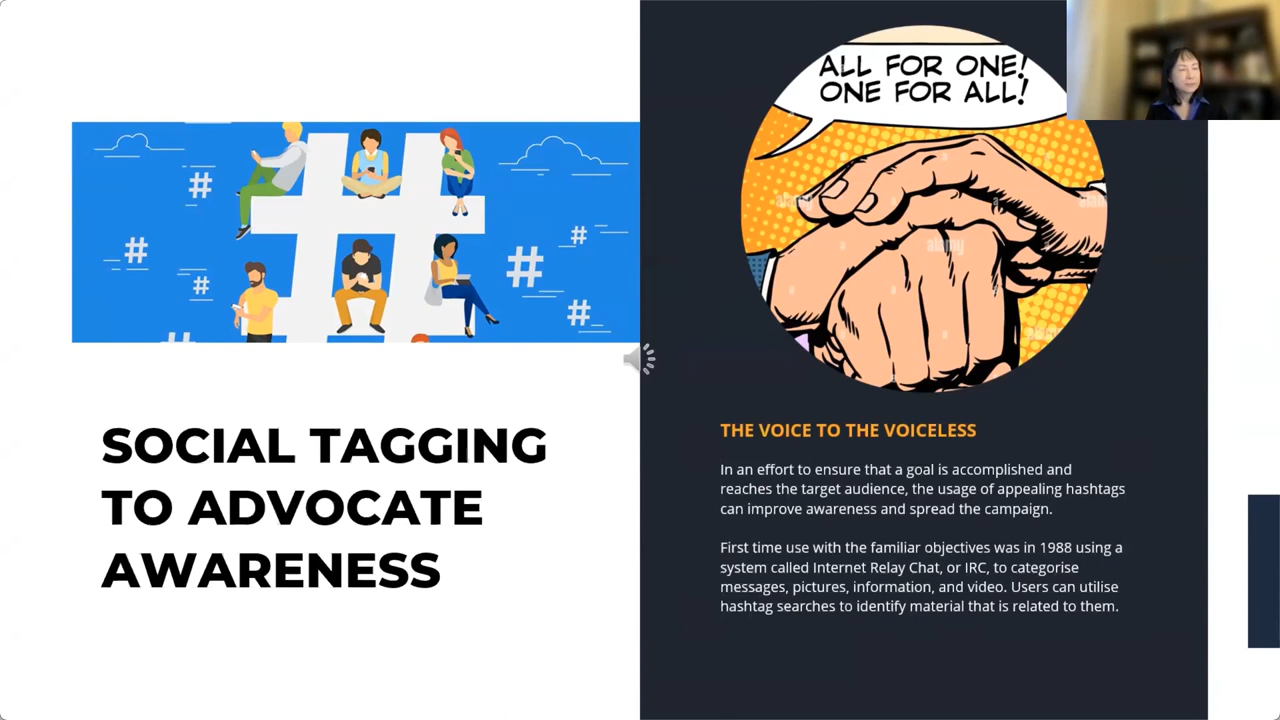 SOCIAL TAGGING
TO ADVOCATE
AWARENESS
ALL FOR ONE!
ONE FOR ALL!
alamy
alamy
alamy
THE VOICE TO THE VOICELESS
In an effort to ensure that a goal is accomplished and
reaches the target audience, the usage of appealing hashtags
can improve awareness and spread the campaign.
First time use with the familiar objectives was in 1988 using a
system called Internet Relay Chat, or IRC, to categorise
messages, pictures, information, and video. Users can utilise
hashtag searches to identify material that is related to them.